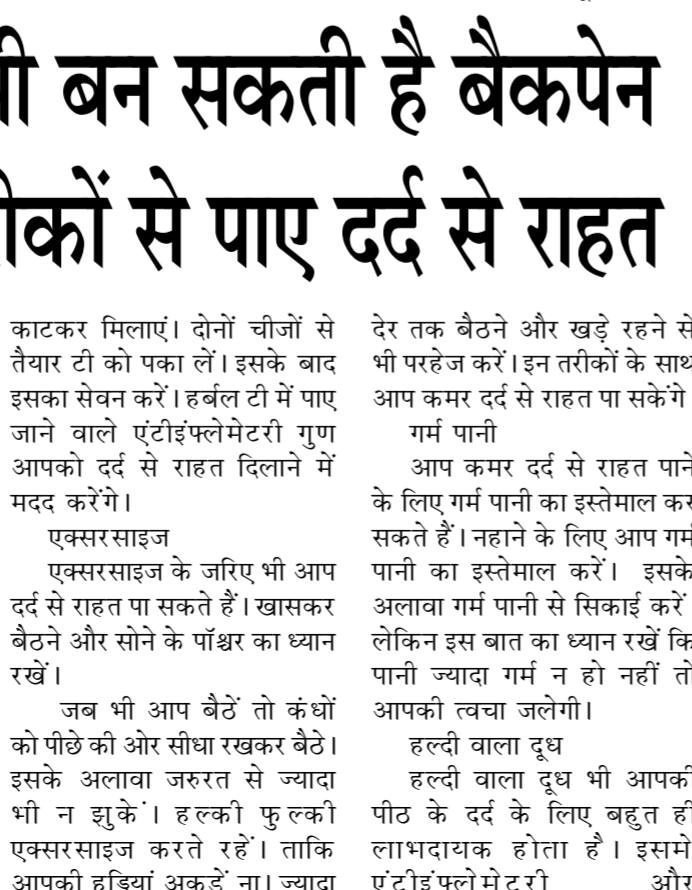 बन सकती है बैकपेन
से पाए दर्द से राहत
काटकर मिलाएं। दोनों चीजों से
तैयार टी को पका लें। इसके बाद
इसका सेवन करें। हर्बल टी में पाए
जाने वाले एंटीइंफ्लेमेटरी गुण
आपको दर्द से राहत दिलाने में
मदद करेंगे।
एक्सरसाइज
एक्सरसाइज के जरिए भी आप
दर्द से राहत पा सकते हैं। खासकर
बैठने और सोने के पॉश्चर का ध्यान
रखें।
जब भी आप बैठें तो कंधों
को पीछे की ओर सीधा रखकर बैठे।
इसके अलावा जरुरत से ज्यादा
भी न झुकें। हल्की फुल्की
एक्सरसाइज करते रहें। ताकि
आपकी हड्डियां अकड़ें ना। ज्यादा
देर तक बैठने और खड़े रहने से
भी परहेज करें। इन तरीकों के साथ
आप कमर दर्द से राहत पा सकेंगे
गर्म पानी
आप कमर दर्द से राहत पाने
के लिए गर्म पानी का इस्तेमाल कर
सकते हैं। नहाने के लिए आप गर्म
पानी का इस्तेमाल करें। इसके
अलावा गर्म पानी से सिकाई करें
लेकिन इस बात का ध्यान रखें कि
पानी ज्यादा गर्म न हो नहीं तो
आपकी त्वचा जलेगी।
हल्दी वाला दूध
हल्दी वाला दूध भी आपकी
पीठ के दर्द के लिए बहुत ही
लाभदायक होता है। इसमे
एंटीइंफ्लेमेटरी और